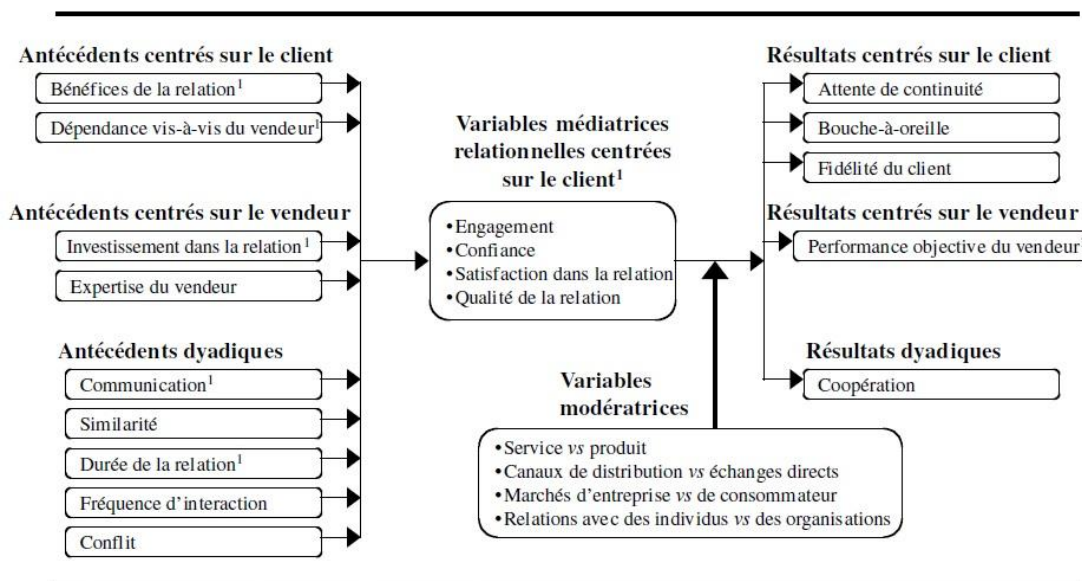 Antécédents centrés sur le client
Bénéfices de la relation¹
Dépendance vis-à-vis du vendeur¹
Antécédents centrés sur le vendeur
Investissement dans la relation¹
Expertise du vendeur
Antécédents dyadiques
Communication¹
Similarité
Durée de la relation¹
Fréquence d'interaction
Conflit
Variables médiatrices
relationnelles centrées
sur le client¹
•Engagement
•Confiance
•Satisfaction dans la relation
•Qualité de la relation
Variables
modératrices
•Service vs produit
•Canaux de distribution vs échanges directs
•Marchés d'entreprise vs de consommateur
•Relations avec des individus vs des organisations
Résultats centrés sur le client
Attente de continuité
Bouche-à-oreille
Fidélité du client
Résultats centrés sur le vendeur
Performance objective du vendeur¹
Résultats dyadiques
Coopération